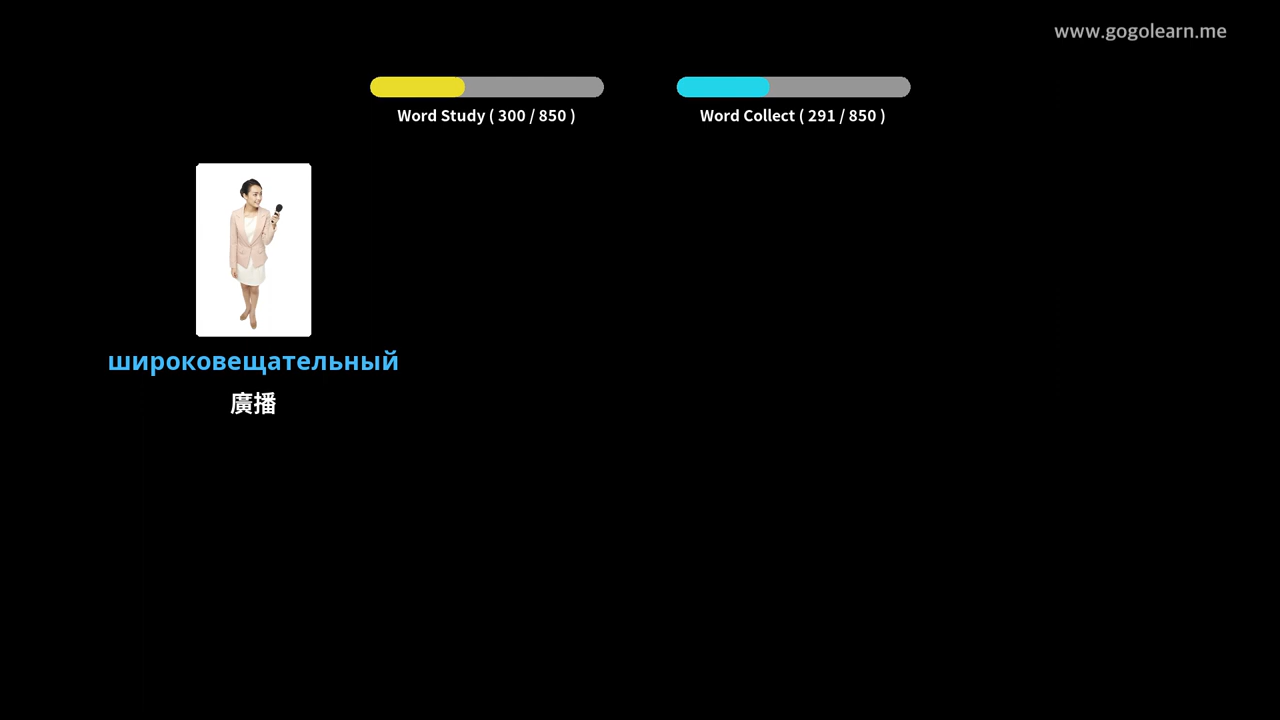 www.gogolearn.me
Word Study ( 300 / 850 )
Word Collect ( 291 / 850 )
широковещательный
廣播